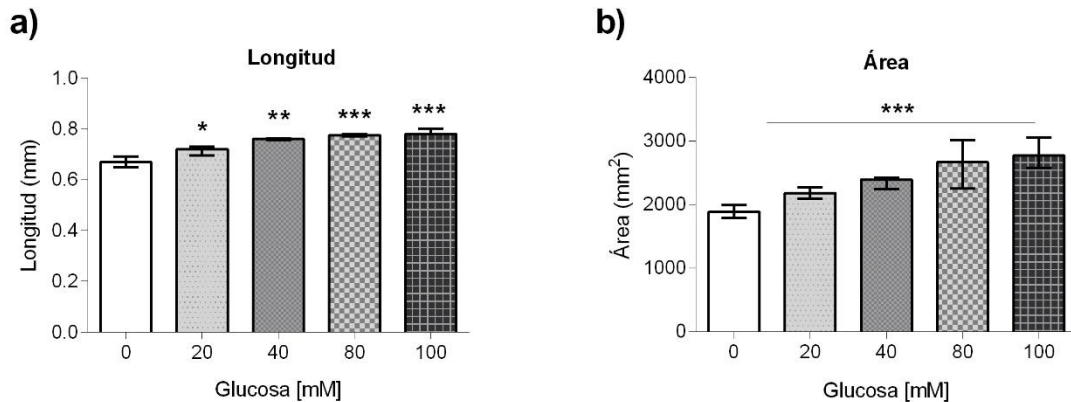 a)
Longitud
Longitud (mm)
1.0
0.8
0.6
0.4
0.2
0.0
*
**
***
***
0 20 40 80 100
Glucosa [mM]
b)
Área
Área (mm²)
4000
3000
2000
1000
0
***
0 20 40 80 100
Glucosa [mM]